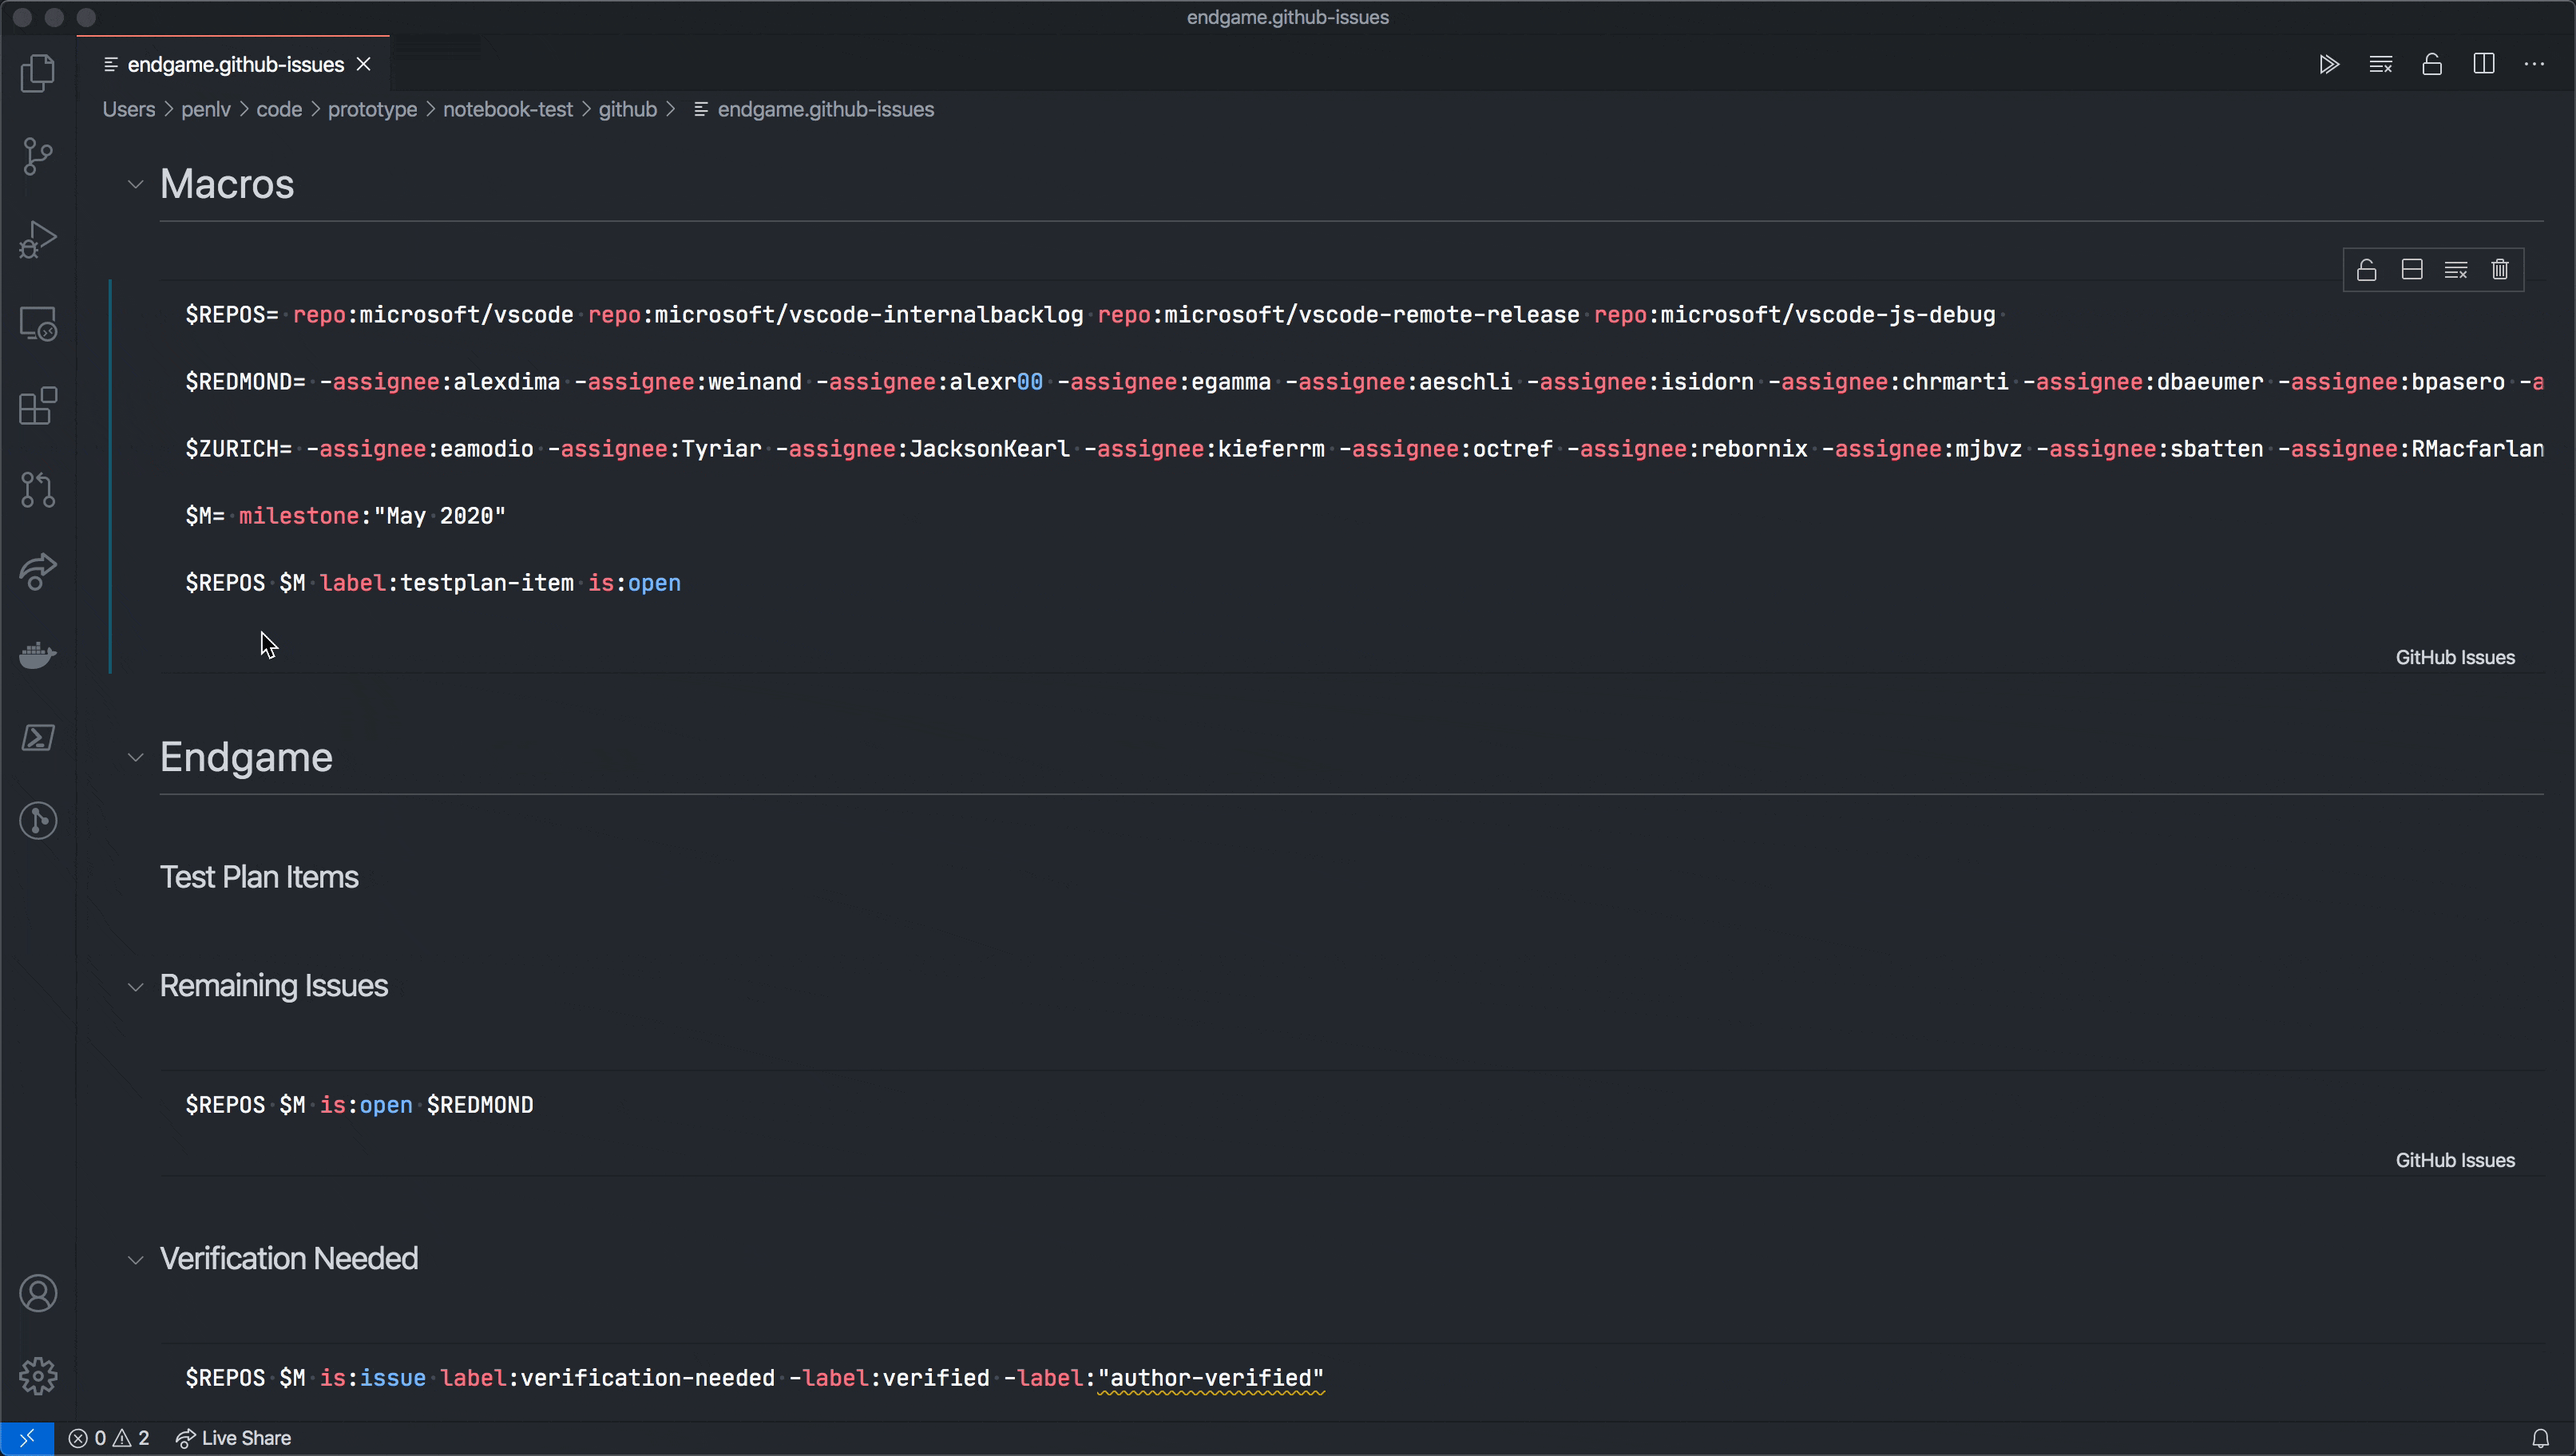 endgame.github-issues
endgame.github-issues
Users > penlv > code > prototype > notebook-test > github > endgame.github-issues
Macros
$REPOS= repo:microsoft/vscode repo:microsoft/vscode-internalbacklog repo:microsoft/vscode-remote-release repo:microsoft/vscode-js-debug
$REDMOND= -assignee:alexdima -assignee:weinand -assignee:alexr00 -assignee:egamma -assignee:aeschli -assignee:isidorn -assignee:chrmarti -assignee:dbaeumer -assignee:bpasero -a
$ZURICH= -assignee:eamodio -assignee:Tyriar -assignee:JacksonKearl -assignee:kieferrm -assignee:octref -assignee:rebornix -assignee:mjbvz -assignee:sbatten -assignee:RMacfarlan
$M= milestone:"May 2020"
$REPOS $M label:testplan-item is:open
GitHub Issues
Endgame
Test Plan Items
Remaining Issues
$REPOS $M is:open $REDMOND
GitHub Issues
Verification Needed
$REPOS $M is:issue label:verification-needed -label:verified -label:"author-verified"
0 2 Live Share